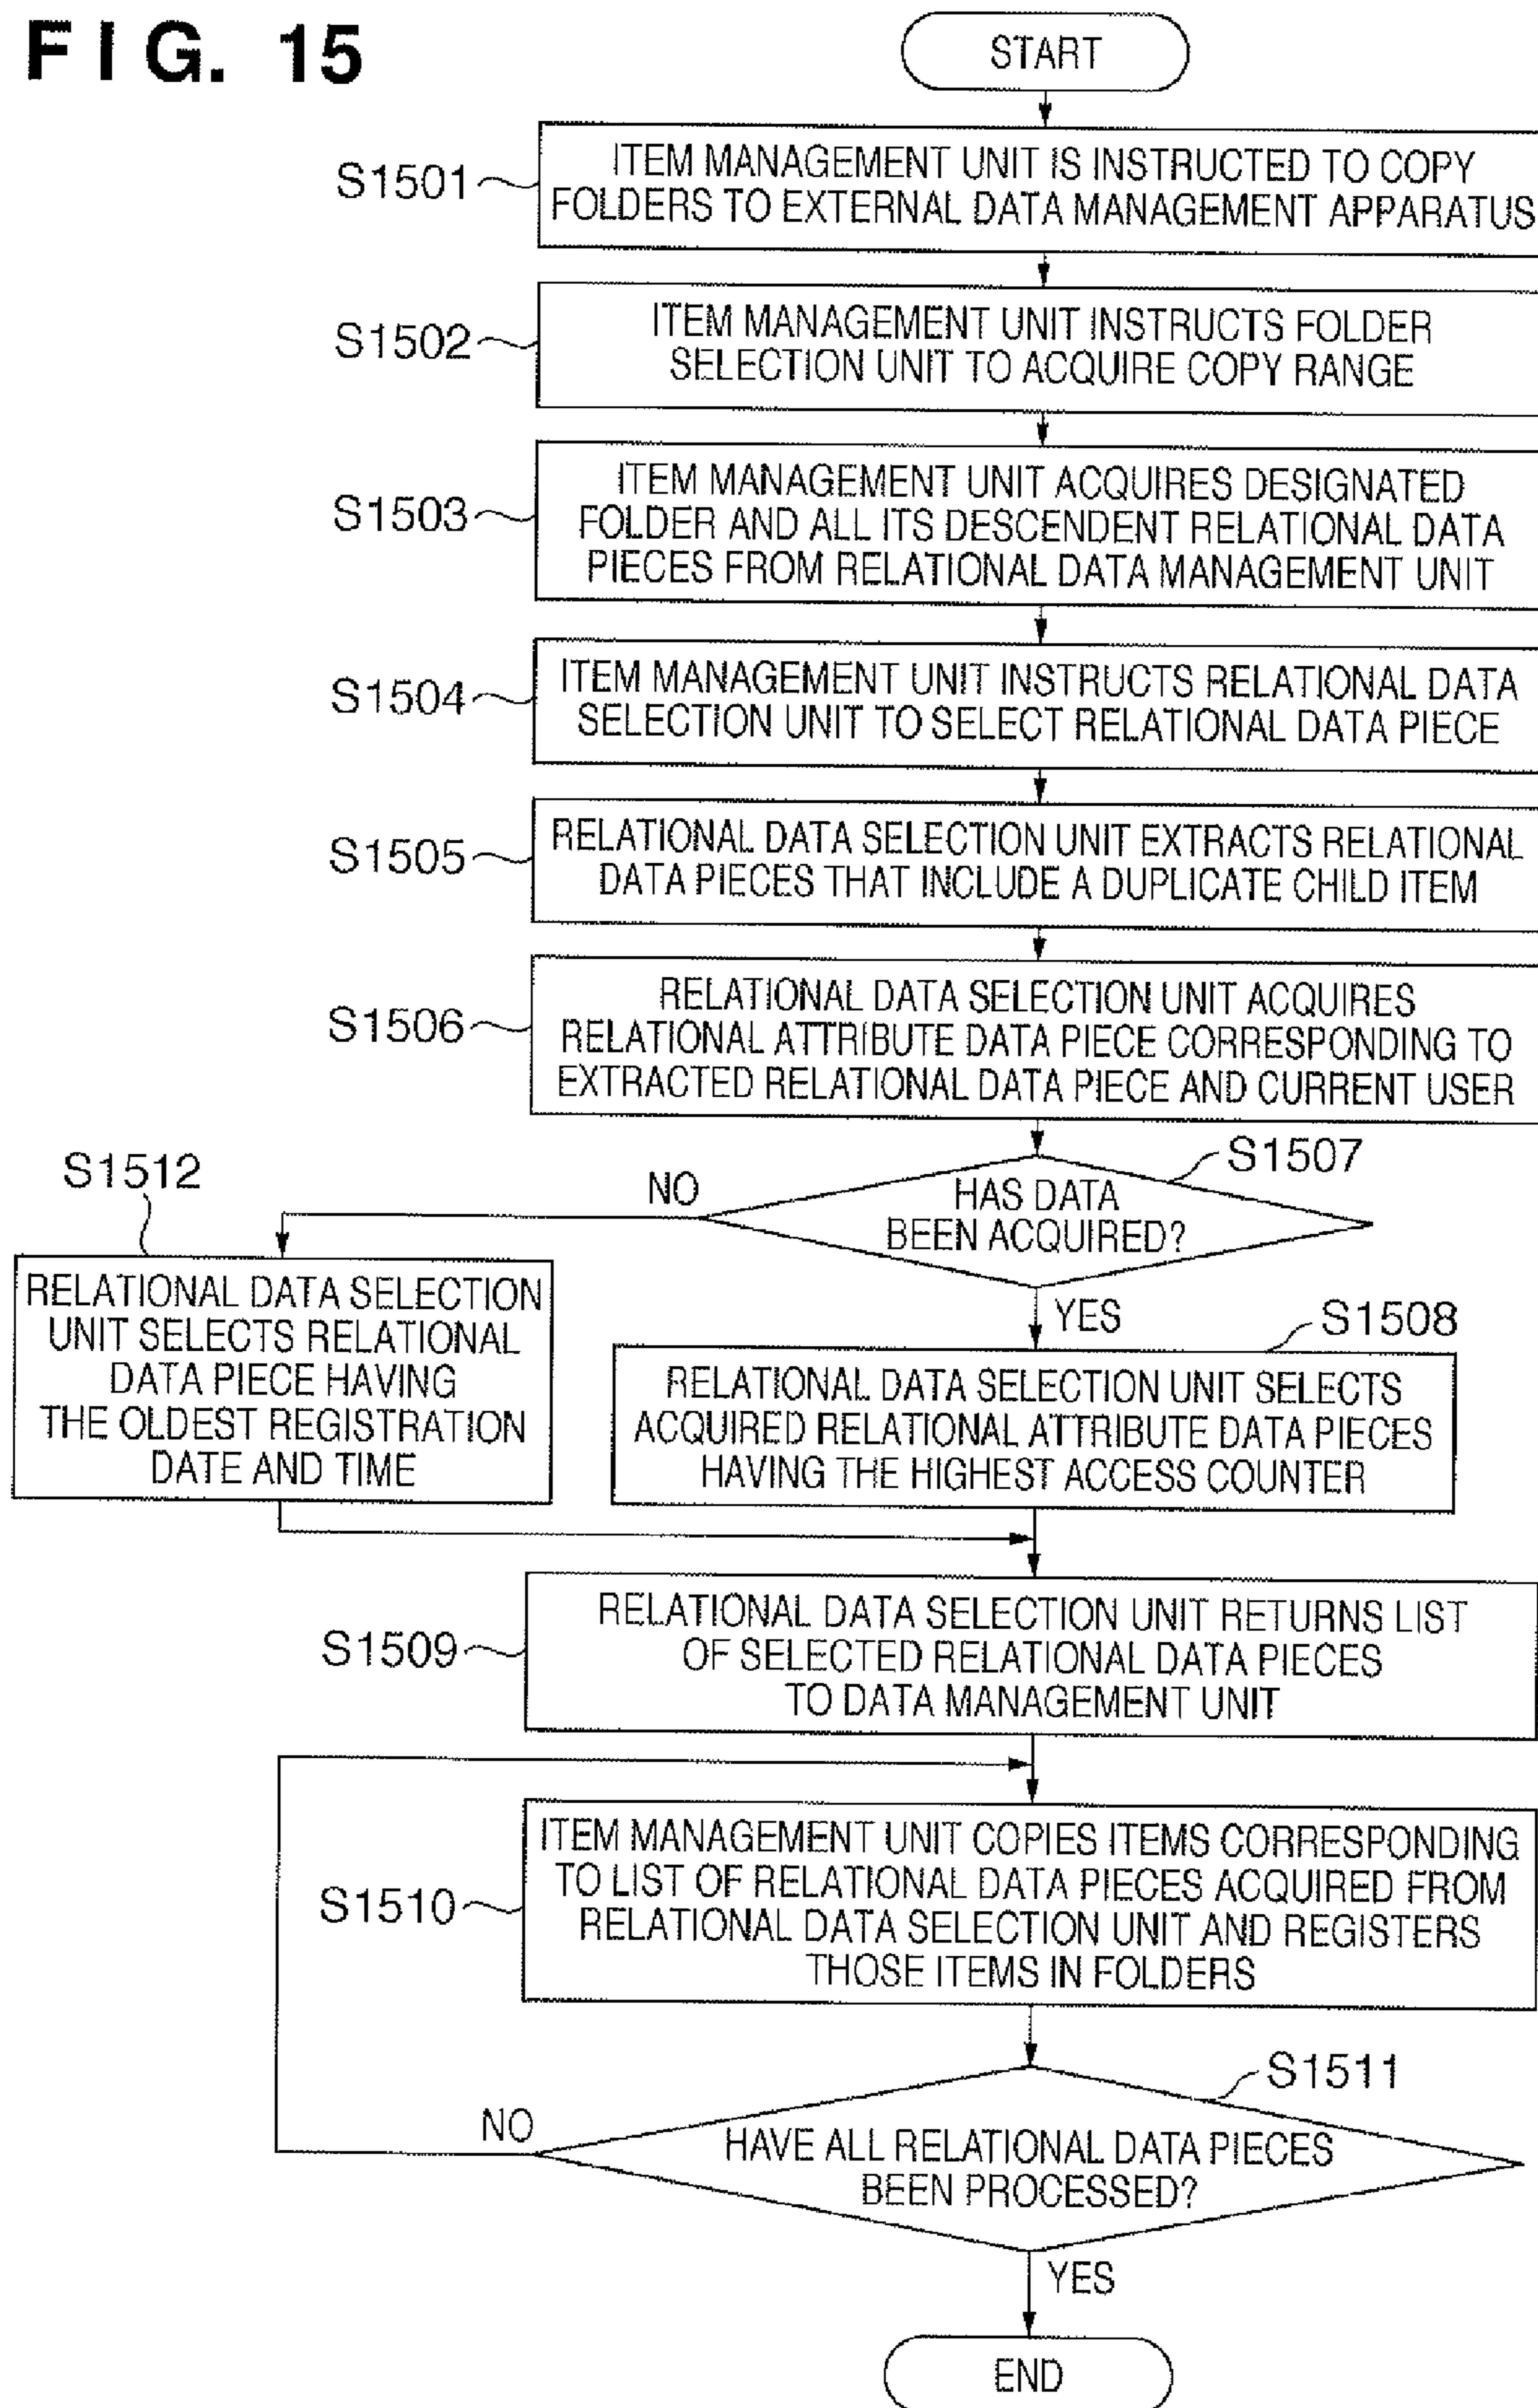 FIG. 15
START
S1501
ITEM MANAGEMENT UNIT IS INSTRUCTED TO COPY
FOLDERS TO EXTERNAL DATA MANAGEMENT APPARATUS
S1502
ITEM MANAGEMENT UNIT INSTRUCTS FOLDER
SELECTION UNIT TO ACQUIRE COPY RANGE
S1503
ITEM MANAGEMENT UNIT ACQUIRES DESIGNATED
FOLDER AND ALL ITS DESCENDENT RELATIONAL DATA
PIECES FROM RELATIONAL DATA MANAGEMENT UNIT
S1504
ITEM MANAGEMENT UNIT INSTRUCTS RELATIONAL DATA
SELECTION UNIT TO SELECT RELATIONAL DATA PIECE
S1505
RELATIONAL DATA SELECTION UNIT EXTRACTS RELATIONAL
DATA PIECES THAT INCLUDE A DUPLICATE CHILD ITEM
S1506
RELATIONAL DATA SELECTION UNIT ACQUIRES
RELATIONAL ATTRIBUTE DATA PIECE CORRESPONDING TO
EXTRACTED RELATIONAL DATA PIECE AND CURRENT USER
S1507
HAS DATA
BEEN ACQUIRED?
NO
YES
S1512
RELATIONAL DATA SELECTION
UNIT SELECTS RELATIONAL
DATA PIECE HAVING
THE OLDEST REGISTRATION
DATE AND TIME
S1508
RELATIONAL DATA SELECTION UNIT SELECTS
ACQUIRED RELATIONAL ATTRIBUTE DATA PIECES
HAVING THE HIGHEST ACCESS COUNTER
S1509
RELATIONAL DATA SELECTION UNIT RETURNS LIST
OF SELECTED RELATIONAL DATA PIECES
TO DATA MANAGEMENT UNIT
S1510
ITEM MANAGEMENT UNIT COPIES ITEMS CORRESPONDING
TO LIST OF RELATIONAL DATA PIECES ACQUIRED FROM
RELATIONAL DATA SELECTION UNIT AND REGISTERS
THOSE ITEMS IN FOLDERS
S1511
HAVE ALL RELATIONAL DATA PIECES
BEEN PROCESSED?
NO
YES
END